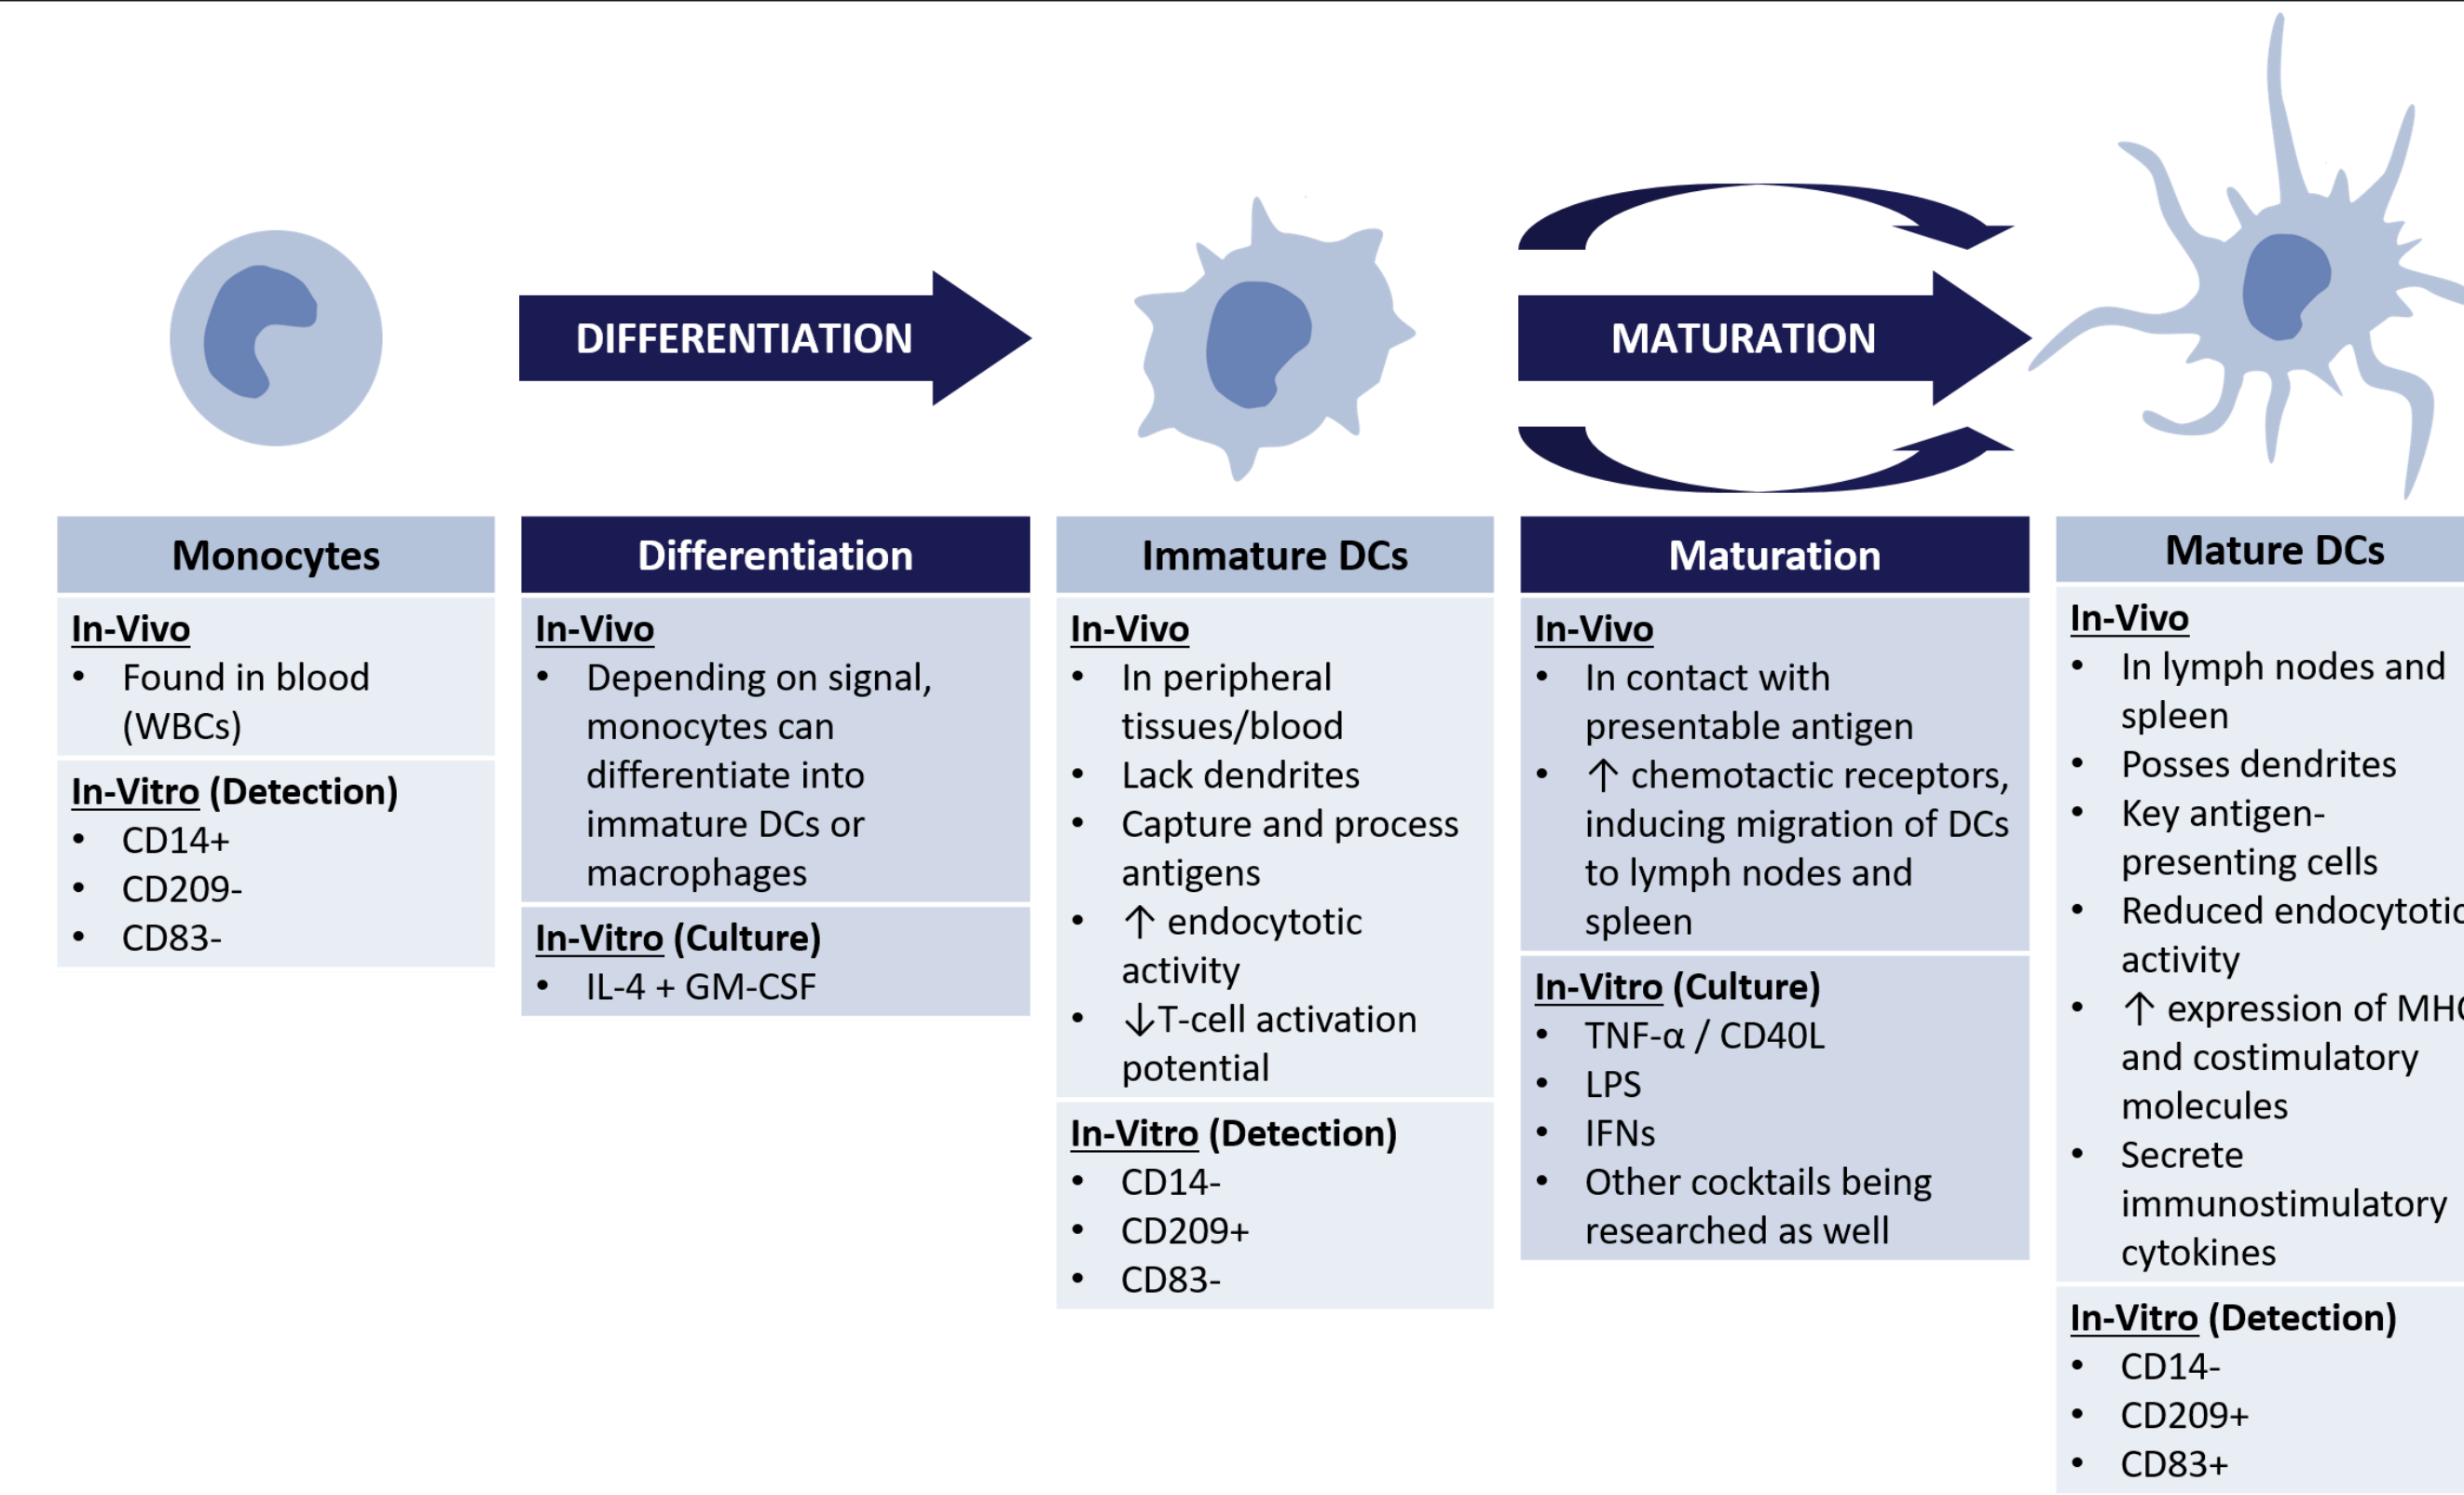 DIFFERENTIATION
MATURATION
Monocytes
In-Vivo
• Found in blood
(WBCs)
In-Vitro (Detection)
• CD14+
• CD209-
• CD83-
Differentiation
In-Vivo
• Depending on signal,
monocytes can
differentiate into
immature DCs or
macrophages
In-Vitro (Culture)
• IL-4 + GM-CSF
Immature DCs
In-Vivo
• In peripheral
tissues/blood
• Lack dendrites
• Capture and process
antigens
• ↑ endocytotic
activity
• ↓T-cell activation
potential
In-Vitro (Detection)
• CD14-
• CD209+
• CD83-
Maturation
In-Vivo
• In contact with
presentable antigen
• ↑ chemotactic receptors,
inducing migration of DCs
to lymph nodes and
spleen
In-Vitro (Culture)
• TNF-α / CD40L
• LPS
• IFNs
• Other cocktails being
researched as well
Mature DCs
In-Vivo
• In lymph nodes and
spleen
• Posses dendrites
• Key antigen-
presenting cells
• Reduced endocytotic
activity
• ↑ expression of MHC
and costimulatory
molecules
• Secrete
immunostimulatory
cytokines
In-Vitro (Detection)
• CD14-
• CD209+
• CD83+